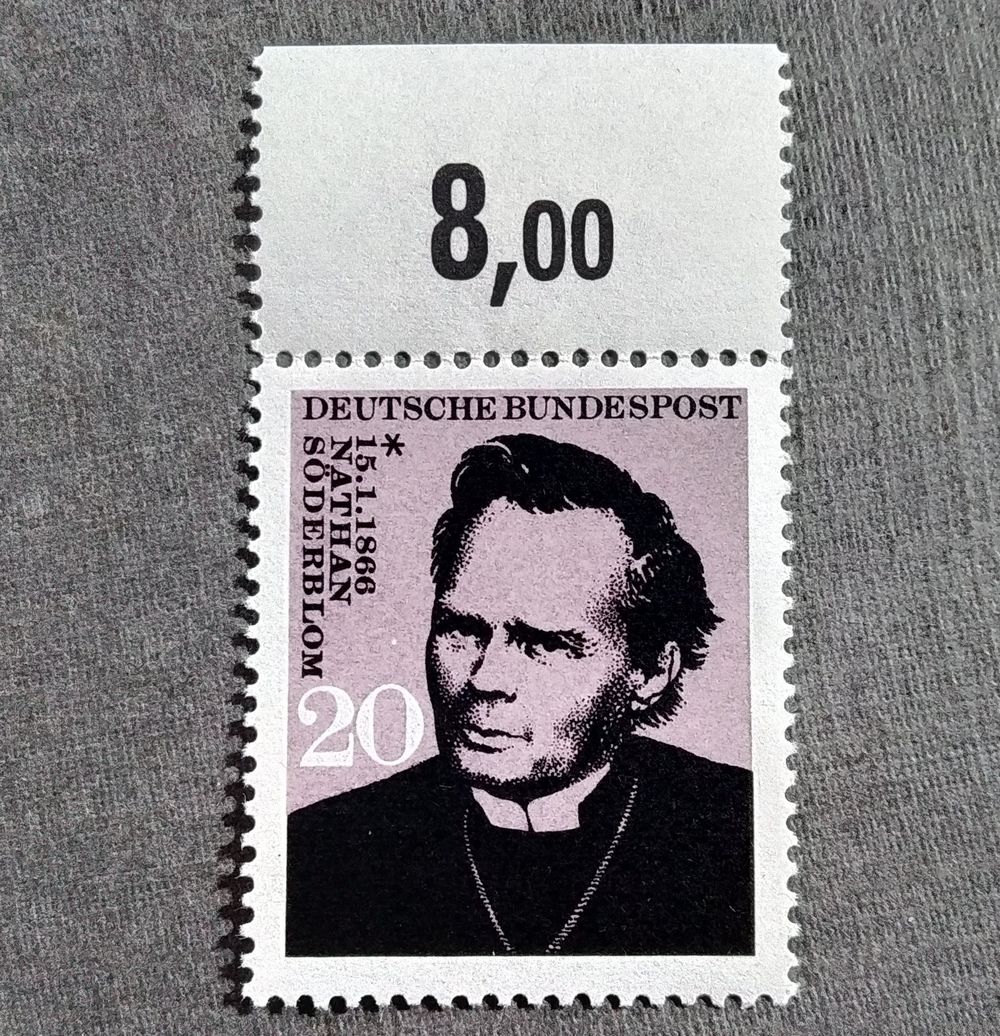 8,00
DEUTSCHE BUNDESPOST
* 15.1.1866
NATHAN
SÖDERBLOM
20